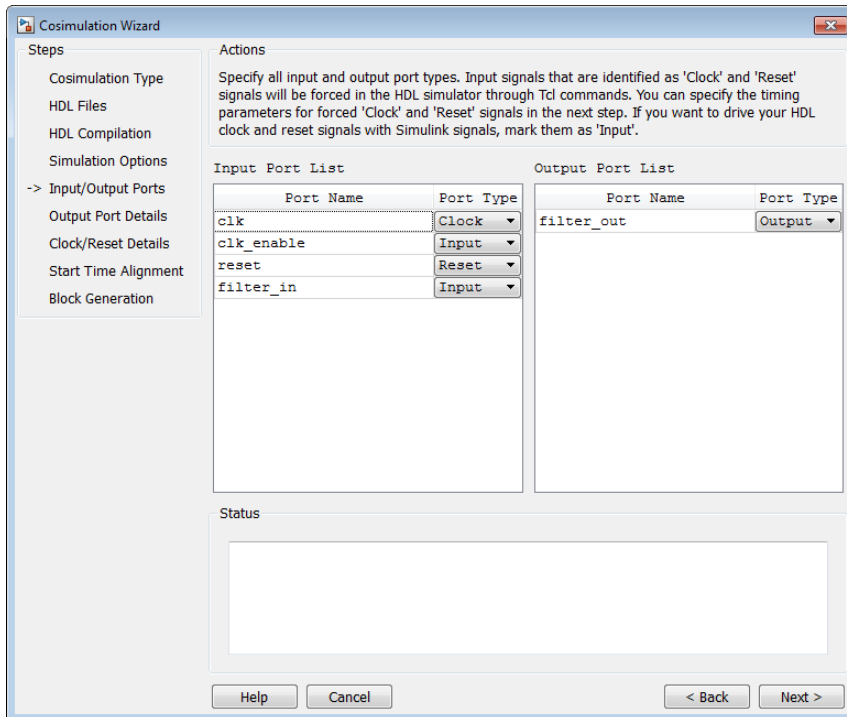 Cosimulation Wizard
Steps
Cosimulation Type
HDL Files
HDL Compilation
Simulation Options
-> Input/Output Ports
Output Port Details
Clock/Reset Details
Start Time Alignment
Block Generation
Actions
Specify all input and output port types. Input signals that are identified as 'Clock' and 'Reset'
signals will be forced in the HDL simulator through Tcl commands. You can specify the timing
parameters for forced 'Clock' and 'Reset' signals in the next step. If you want to drive your HDL
clock and reset signals with Simulink signals, mark them as 'Input'.
Input Port List
Port Name Port Type
clk Clock
clk_enable Input
reset Reset
filter_in Input
Output Port List
Port Name Port Type
filter_out Output
Status
Help Cancel < Back Next >